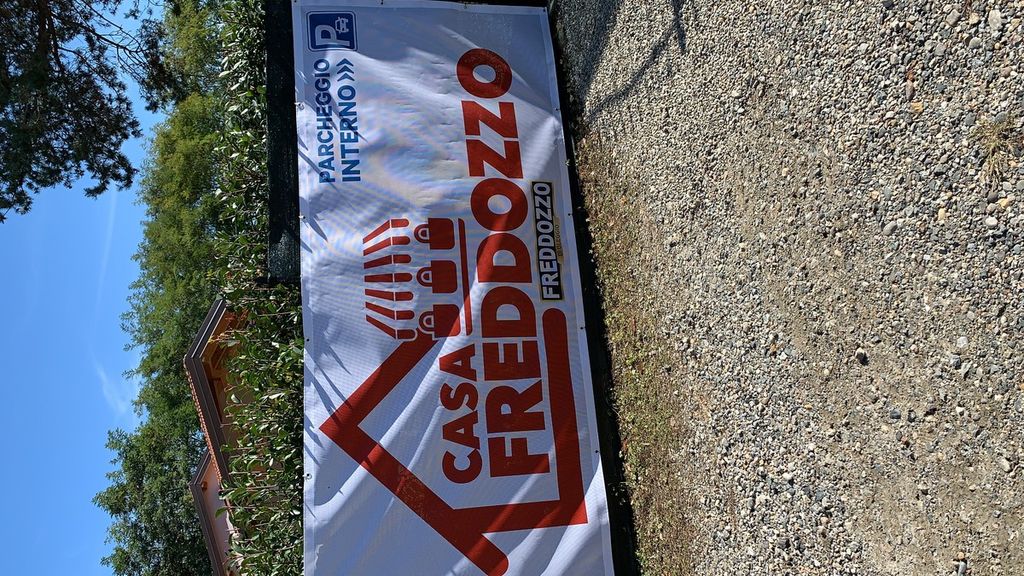 CASA
FREDDOZZO
FREDDOZZO
P
PARCHEGGIO
INTERNO >>>